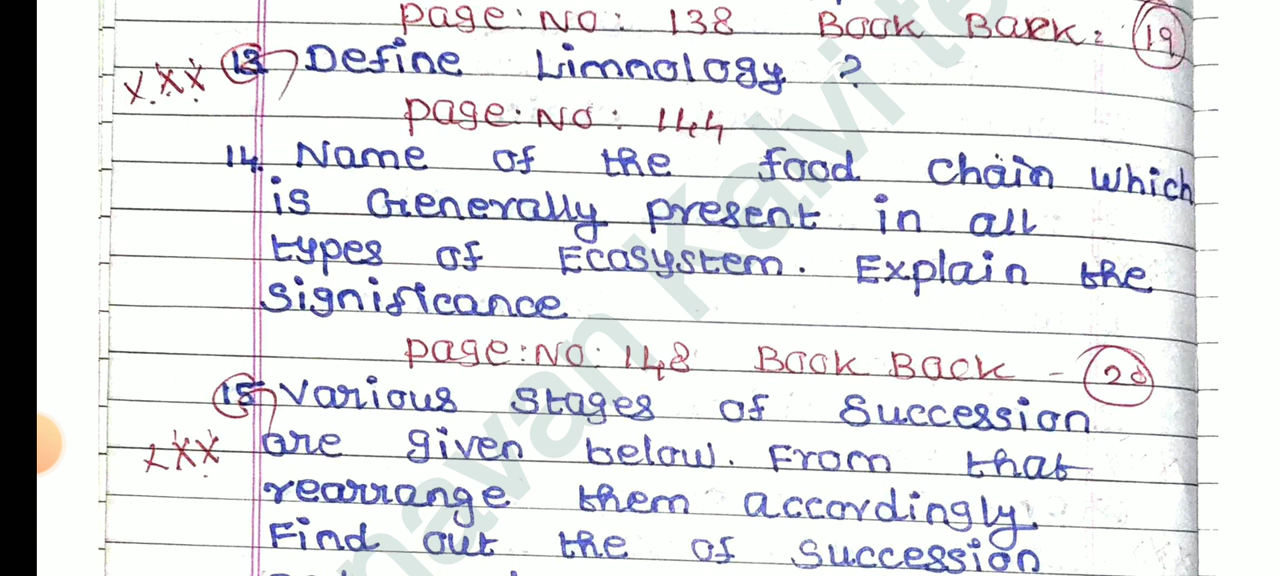 page: No: 138 Book Back: 19
xxx 13 Define Limnology ?
page: No: 144
14. Name of the food chain which
is Generally present in all
types of Ecosystem. Explain the
significance
page: No: 148 Book Back - 20
15 Various stages of Succession
xxx are given below. From that
rearrange them accordingly.
Find out the of succession